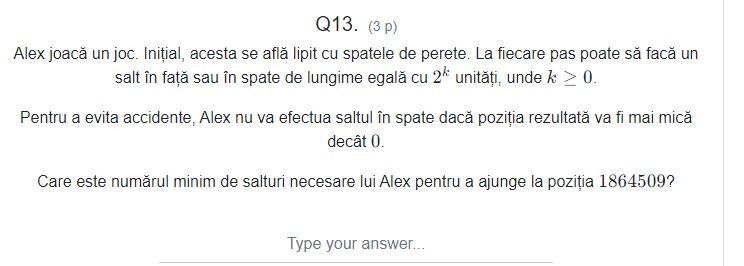 Q13. (3 p)
Alex joacă un joc. Inițial, acesta se află lipit cu spatele de perete. La fiecare pas poate să facă un
salt în față sau în spate de lungime egală cu 2^k unități, unde k ≥ 0.
Pentru a evita accidente, Alex nu va efectua saltul în spate dacă poziția rezultată va fi mai mică
decât 0.
Care este numărul minim de salturi necesare lui Alex pentru a ajunge la poziția 1864509?
Type your answer...